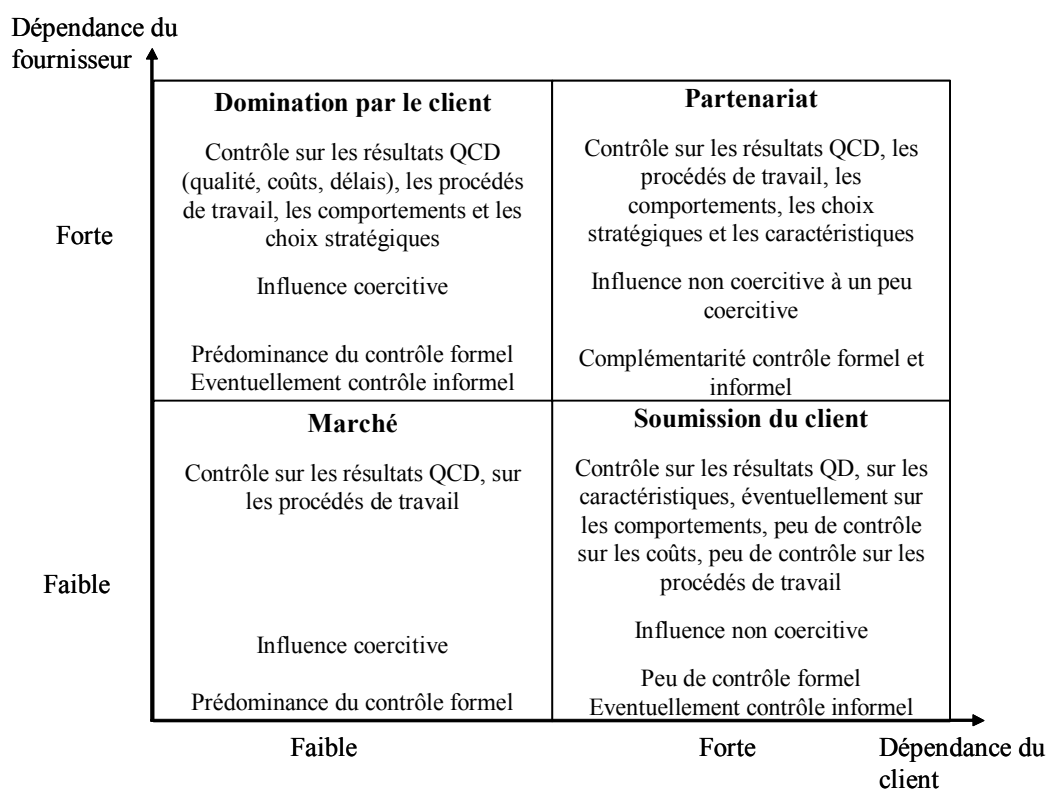 Dépendance du
fournisseur
Domination par le client
Contrôle sur les résultats QCD
(qualité, coûts, délais), les procédés
de travail, les comportements et les
choix stratégiques
Influence coercitive
Prédominance du contrôle formel
Eventuellement contrôle informel
Partenariat
Contrôle sur les résultats QCD, les
procédés de travail, les
comportements, les choix
stratégiques et les caractéristiques
Influence non coercitive à un peu
coercitive
Complémentarité contrôle formel et
informel
Forte
Marché
Contrôle sur les résultats QCD, sur
les procédés de travail
Influence coercitive
Prédominance du contrôle formel
Soumission du client
Contrôle sur les résultats QD, sur les
caractéristiques, éventuellement sur
les comportements, peu de contrôle
sur les coûts, peu de contrôle sur les
procédés de travail
Influence non coercitive
Peu de contrôle formel
Eventuellement contrôle informel
Faible
Faible
Forte
Dépendance du
client